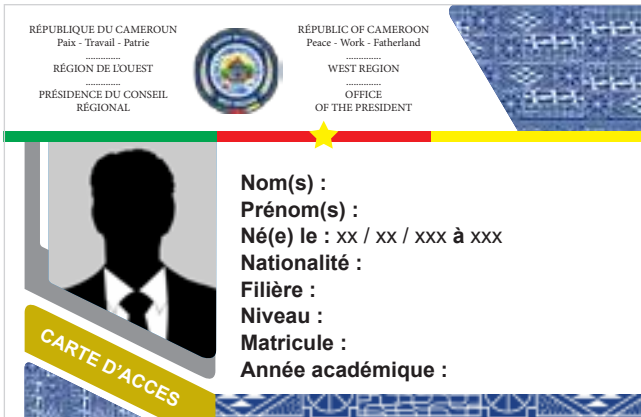 RÉPUBLIQUE DU CAMEROUN
Paix - Travail - Patrie
..............
RÉGION DE L'OUEST
..............
PRÉSIDENCE DU CONSEIL
RÉGIONAL
RÉPUBLIC OF CAMEROON
Peace - Work - Fatherland
..............
WEST REGION
..............
OFFICE
OF THE PRESIDENT
Nom(s) :
Prénom(s) :
Né(e) le : xx / xx / xxx à xxx
Nationalité :
Filière :
Niveau :
Matricule :
Année académique :
CARTE D'ACCES